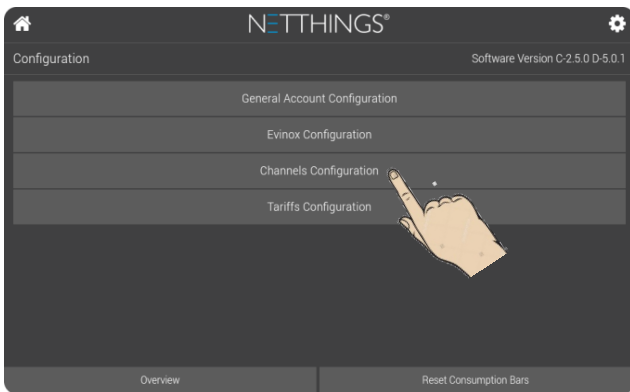 NETTHINGS®
Configuration
Software Version C-2.5.0 D-5.0.1
General Account Configuration
Evinox Configuration
Channels Configuration
Tariffs Configuration
Overview
Reset Consumption Bars